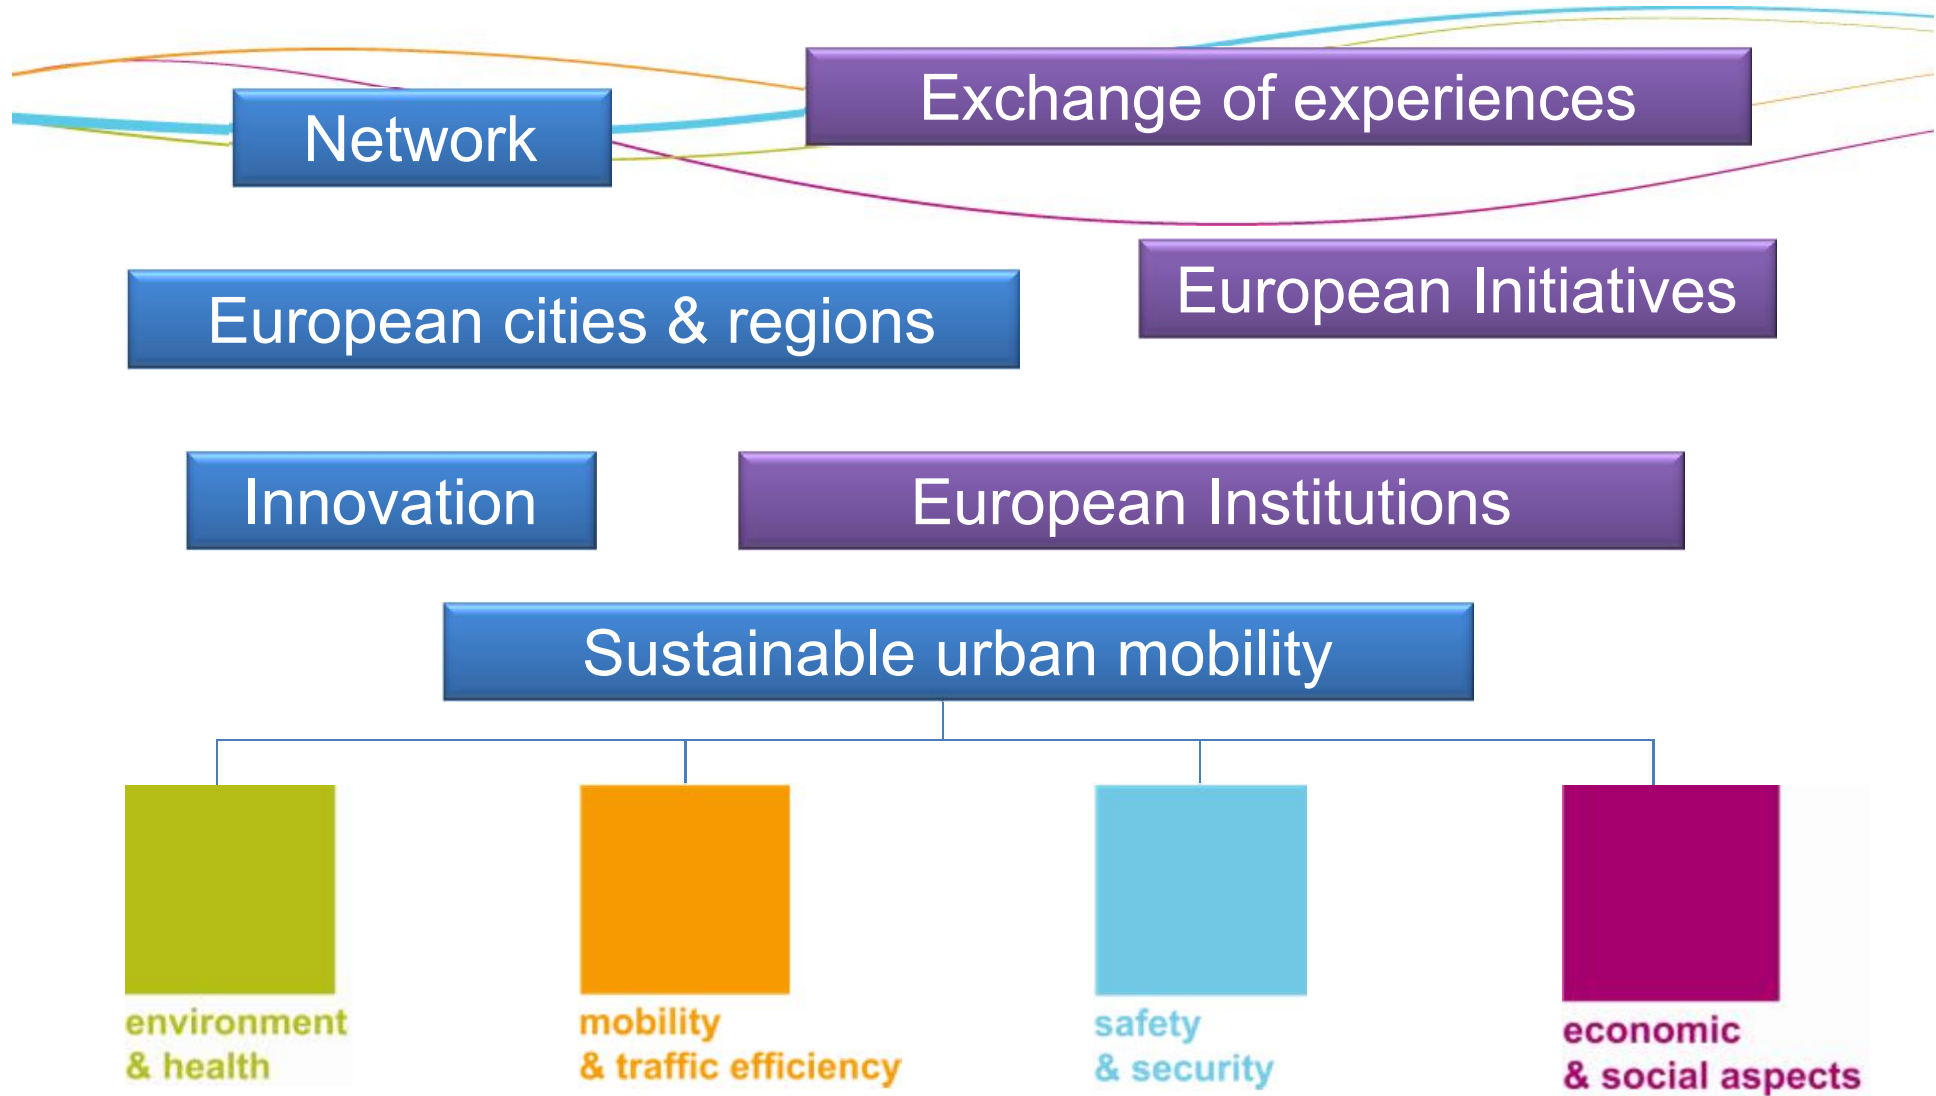 Network
Exchange of experiences
European cities & regions
European Initiatives
Innovation
European Institutions
Sustainable urban mobility
environment
& health
mobility
& traffic efficiency
safety
& security
economic
& social aspects